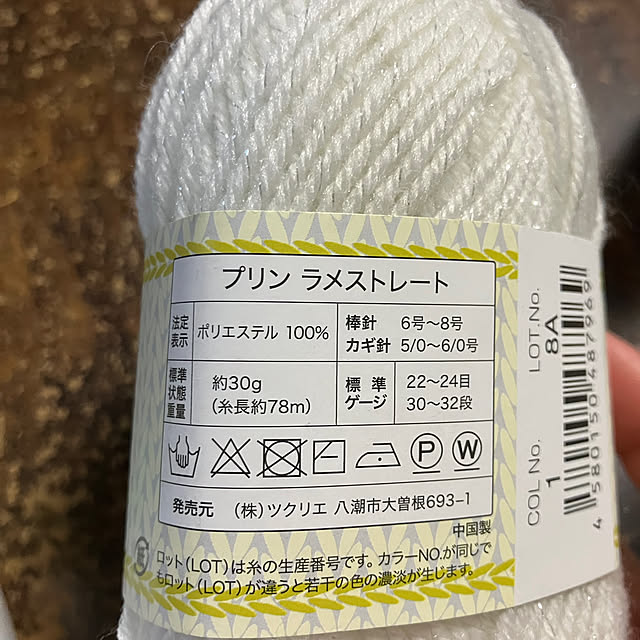 プリン ラメストレート
法定表示
ポリエステル 100%
棒針 6号〜8号
カギ針 5/0〜6/0号
標準状態重量
約30g
(糸長約78m)
標準ゲージ
22〜24目
30〜32段
P W
発売元 (株)ツクリエ 八潮市大曽根693-1
中国製
ロット(LOT)は糸の生産番号です。カラーNO.が同じで
もロット(LOT)が違うと若干の色の濃淡が生じます。
COL No. 1
LOT.No. 8A
4 580150 487969